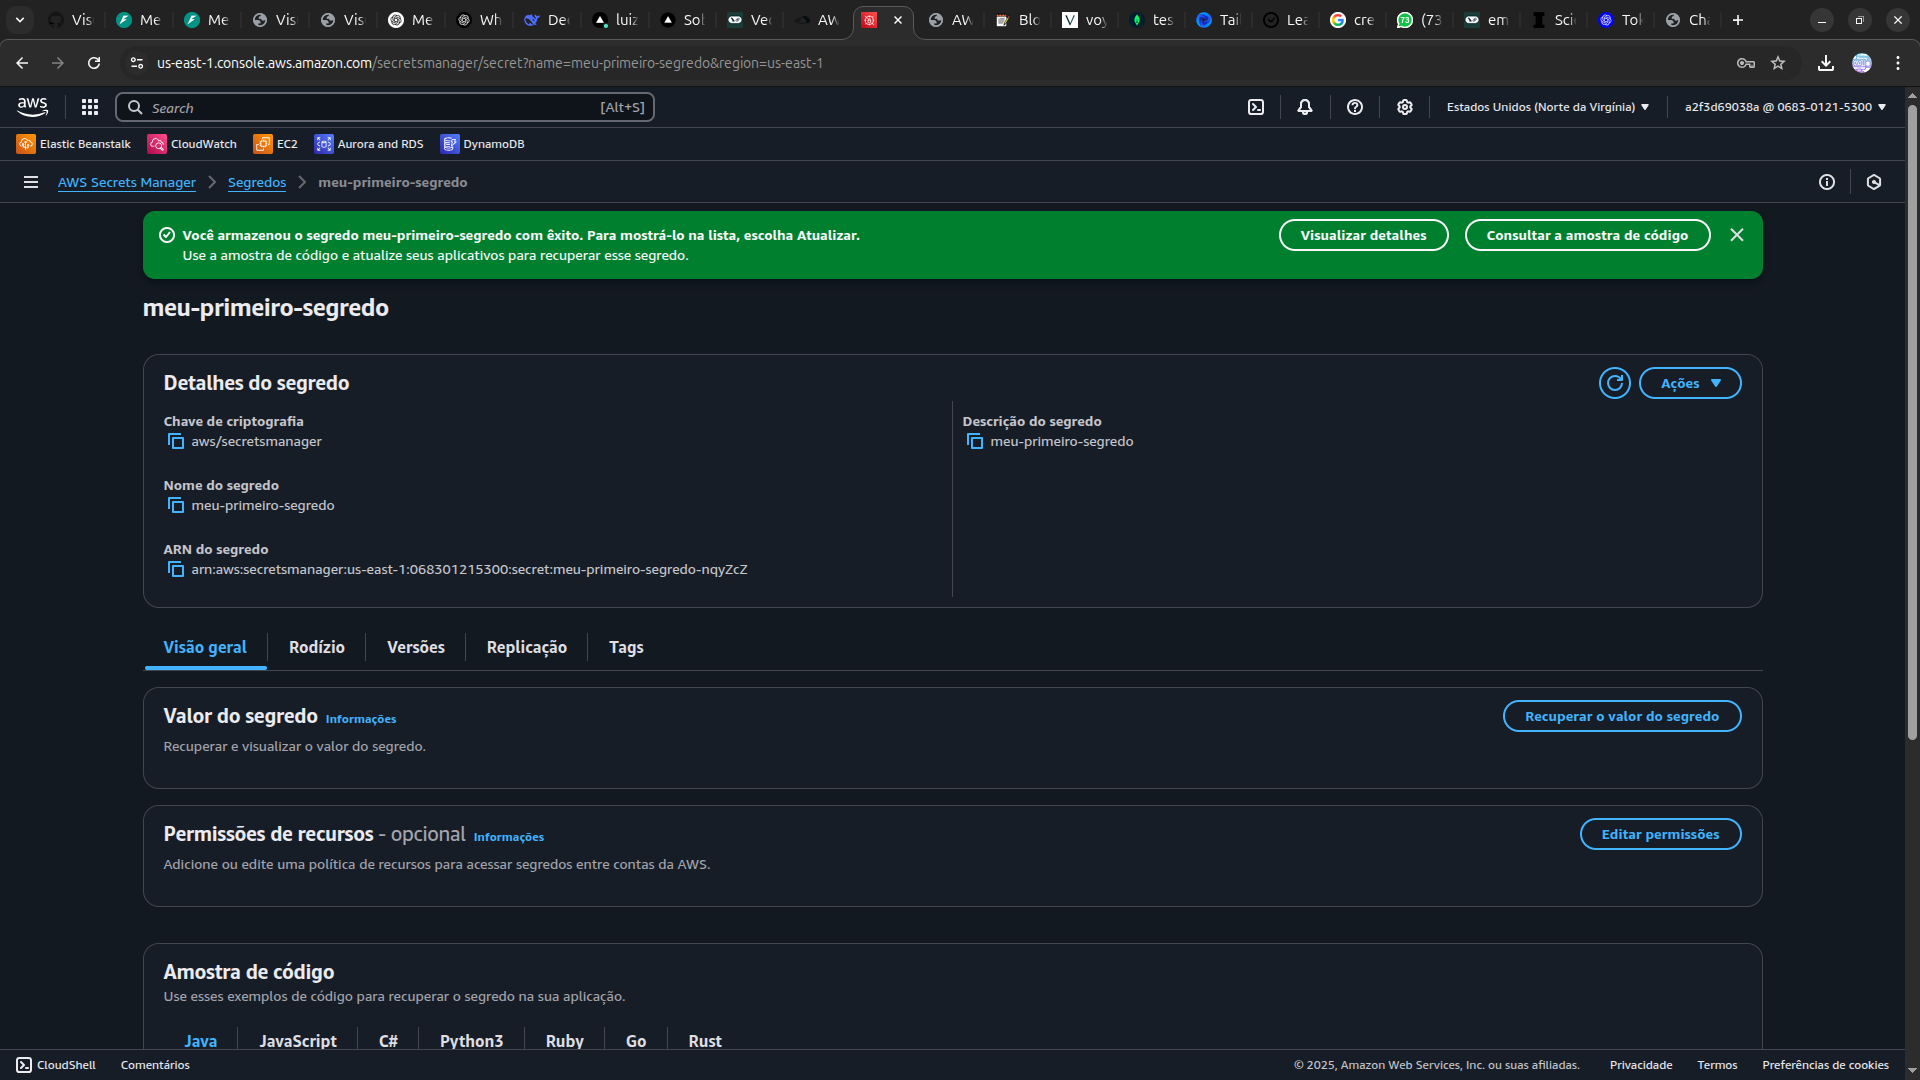 Vis
Me
Me
Vis
Vis
Me
Wh
De
luiz
Sol
Vec
AW
AW
Blo
voy
tes
Tail
Lea
cre
(73
em
Sci
Tol
Ch
us-east-1.console.aws.amazon.com/secretsmanager/secret?name=meu-primeiro-segredo&region=us-east-1
aws
Search
[Alt+S]
Estados Unidos (Norte da Virgínia)
a2f3d69038a @ 0683-0121-5300
Elastic Beanstalk
CloudWatch
EC2
Aurora and RDS
DynamoDB
AWS Secrets Manager
Segredos
meu-primeiro-segredo
Você armazenou o segredo meu-primeiro-segredo com êxito. Para mostrá-lo na lista, escolha Atualizar.
Use a amostra de código e atualize seus aplicativos para recuperar esse segredo.
Visualizar detalhes
Consultar a amostra de código
meu-primeiro-segredo
Detalhes do segredo
Ações
Chave de criptografia
aws/secretsmanager
Descrição do segredo
meu-primeiro-segredo
Nome do segredo
meu-primeiro-segredo
ARN do segredo
arn:aws:secretsmanager:us-east-1:068301215300:secret:meu-primeiro-segredo-nqyZcZ
Visão geral
Rodízio
Versões
Replicação
Tags
Valor do segredo Informações
Recuperar e visualizar o valor do segredo.
Recuperar o valor do segredo
Permissões de recursos - opcional Informações
Adicione ou edite uma política de recursos para acessar segredos entre contas da AWS.
Editar permissões
Amostra de código
Use esses exemplos de código para recuperar o segredo na sua aplicação.
Java
JavaScript
C#
Python3
Ruby
Go
Rust
CloudShell
Comentários
© 2025, Amazon Web Services, Inc. ou suas afiliadas.
Privacidade
Termos
Preferências de cookies